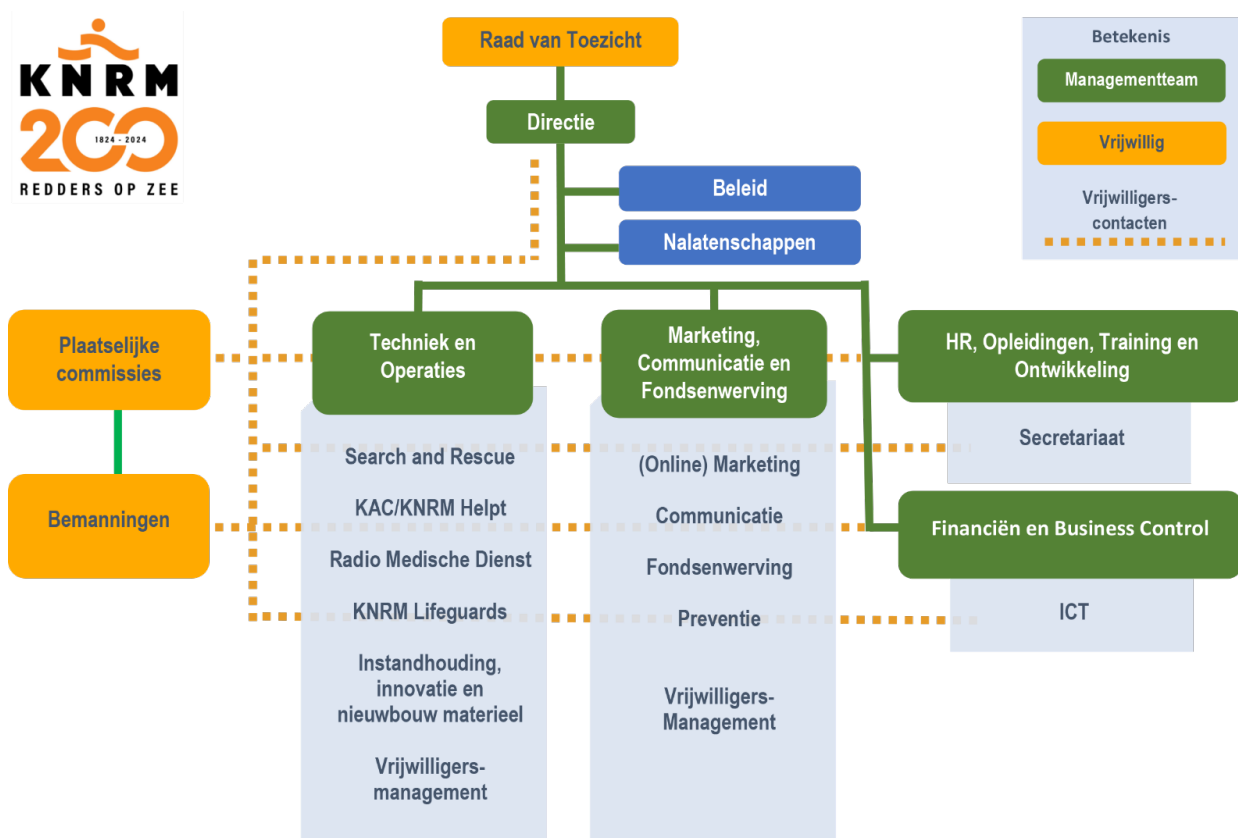 KNRM
200
1824 - 2024
REDDERS OP ZEE
Raad van Toezicht
Directie
Beleid
Nalatenschappen
Betekenis
Managementteam
Vrijwillig
Vrijwilligers-
contacten
Plaatselijke
commissies
Bemanningen
Techniek en
Operaties
Search and Rescue
KAC/KNRM Helpt
Radio Medische Dienst
KNRM Lifeguards
Instandhouding,
innovatie en
nieuwbouw materieel
Vrijwilligers-
management
Marketing,
Communicatie en
Fondsenwerving
(Online) Marketing
Communicatie
Fondsenwerving
Preventie
Vrijwilligers-
Management
HR, Opleidingen, Training en
Ontwikkeling
Secretariaat
Financiën en Business Control
ICT